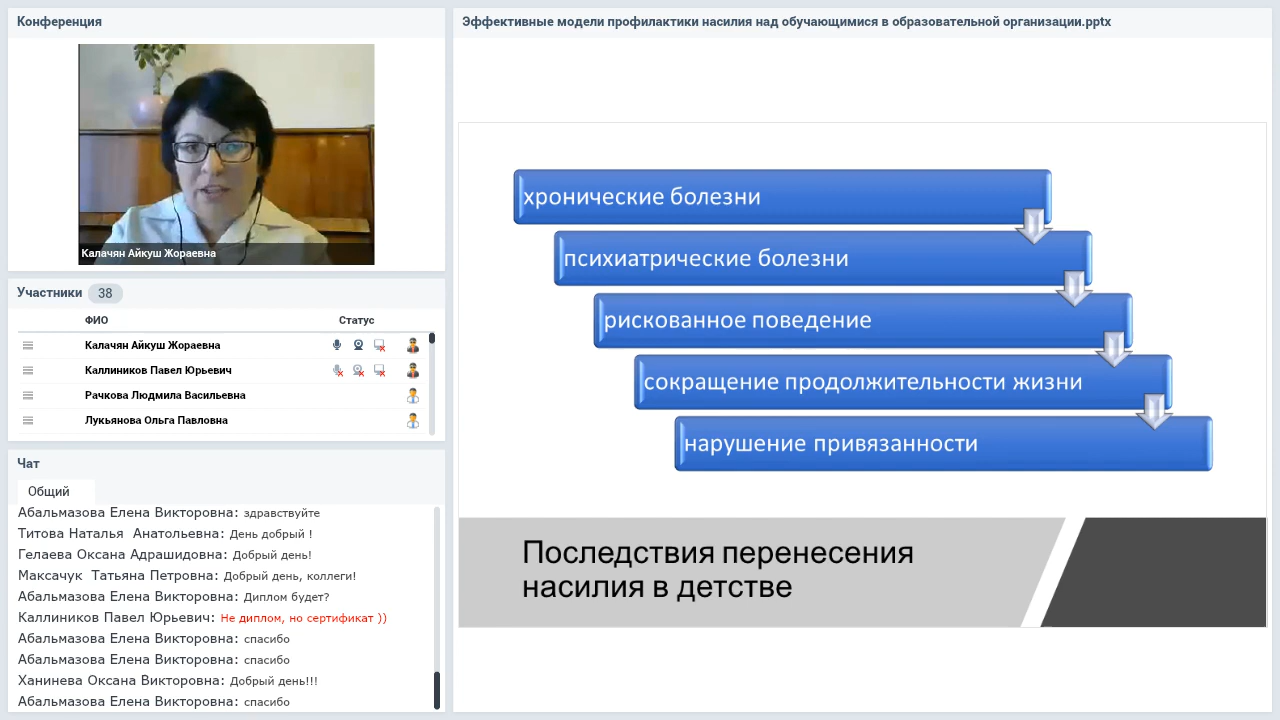 Конференция
Калачян Айкуш Жораевна
Участники 38
ФИО Статус
Калачян Айкуш Жораевна
Каллиников Павел Юрьевич
Рачкова Людмила Васильевна
Лукьянова Ольга Павловна
Чат
Общий
Абальмазова Елена Викторовна: здравствуйте
Титова Наталья Анатольевна: День добрый !
Гелаева Оксана Адрашидовна: Добрый день!
Максачук Татьяна Петровна: Добрый день, коллеги!
Абальмазова Елена Викторовна: Диплом будет?
Каллиников Павел Юрьевич: Не диплом, но сертификат ))
Абальмазова Елена Викторовна: спасибо
Абальмазова Елена Викторовна: спасибо
Ханинева Оксана Викторовна: Добрый день!!!
Абальмазова Елена Викторовна: спасибо
Эффективные модели профилактики насилия над обучающимися в образовательной организации.pptx
хронические болезни
психиатрические болезни
рискованное поведение
сокращение продолжительности жизни
нарушение привязанности
Последствия перенесения
насилия в детстве